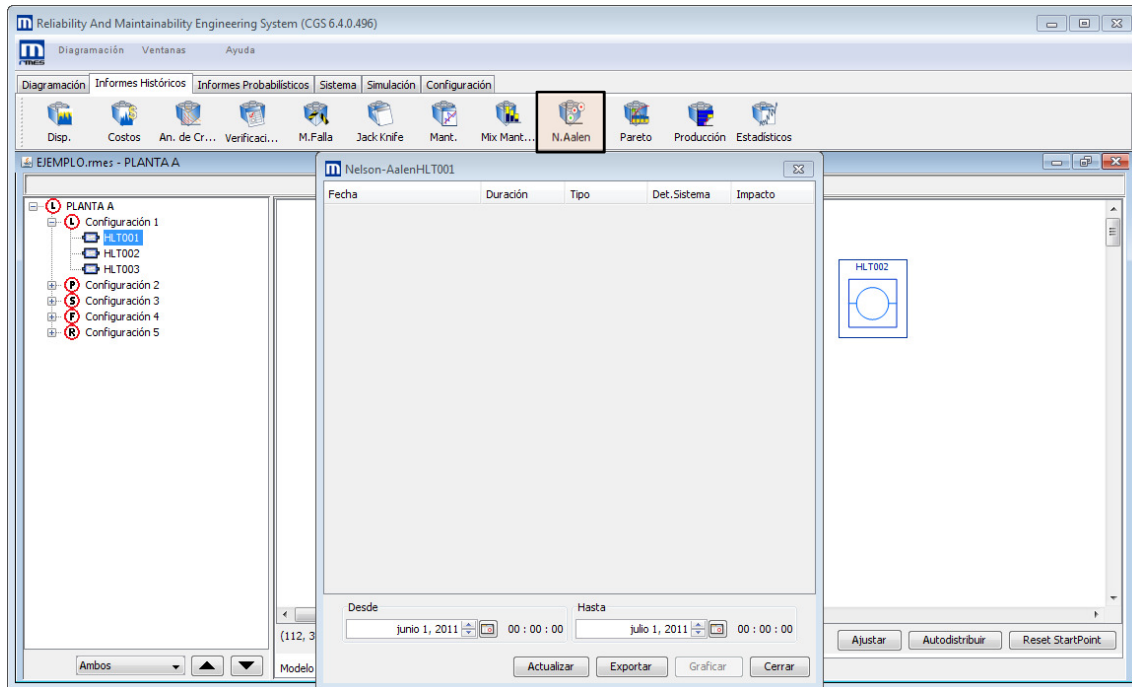 Reliability And Maintainability Engineering System (CGS 6.4.0.496)
rmes
Diagramación Ventanas Ayuda
Diagramación Informes Históricos Informes Probabilísticos Sistema Simulación Configuración
Disp. Costos An. de Cr... Verificaci... M.Falla Jack Knife Mant. Mix Mant... N.Aalen Pareto Producción Estadísticos
EJEMPLO.rmes - PLANTA A
Nelson-AalenHLT001
Fecha Duración Tipo Det.Sistema Impacto
PLANTA A
L Configuración 1
HLT001
HLT002
HLT003
P Configuración 2
S Configuración 3
F Configuración 4
R Configuración 5
HLT002
Desde Hasta
junio 1, 2011 00 : 00 : 00 julio 1, 2011 00 : 00 : 00
(112, 3
Ajustar Autodistribuir Reset StartPoint
Ambos
Modelo
Actualizar Exportar Graficar Cerrar